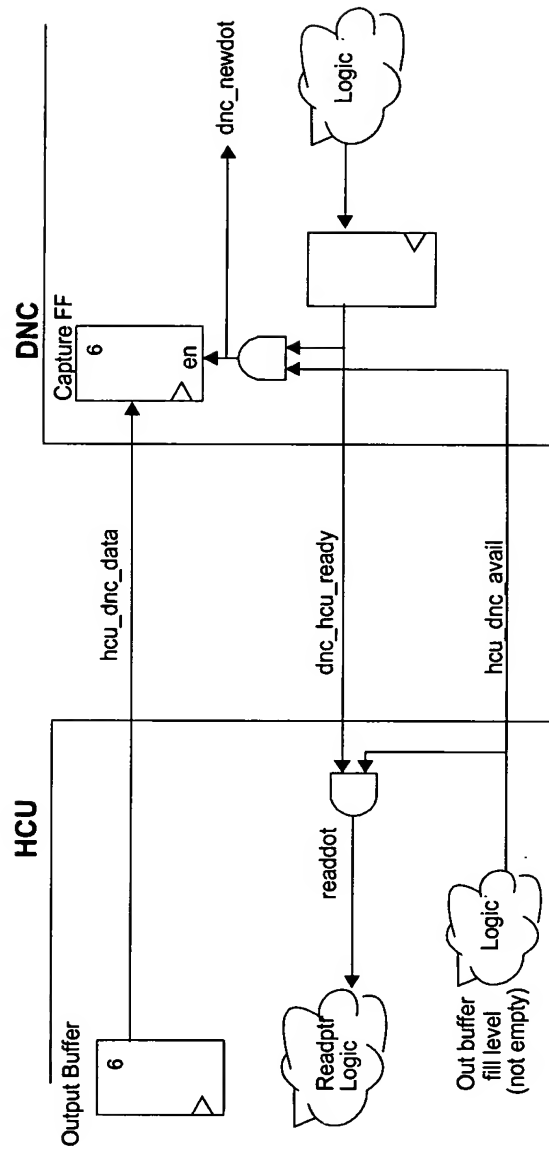 HCU
DNC
Output Buffer
6
hcu_dnc_data
Capture FF
6
en
dnc_newdot
Readptr
Logic
readdot
dnc_hcu_ready
Logic
Out buffer
fill level
(not empty)
Logic
hcu_dnc_avail